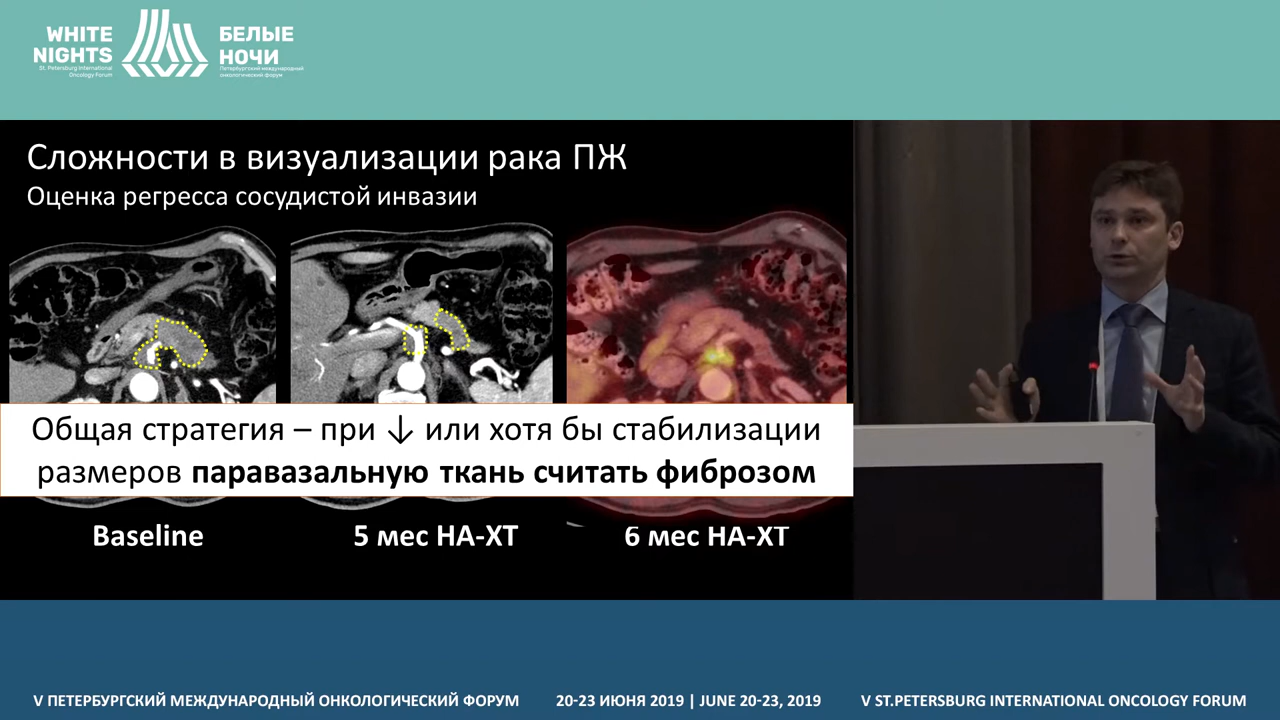 WHITE
NIGHTS
St. Petersburg International
Oncology Forum
БЕЛЫЕ
НОЧИ
Петербургский международный
онкологический форум
Сложности в визуализации рака ПЖ
Оценка регресса сосудистой инвазии
Общая стратегия – при ↓ или хотя бы стабилизации
размеров паравазальную ткань считать фиброзом
Baseline
5 мес НА-ХТ
6 мес НА-ХТ
V ПЕТЕРБУРГСКИЙ МЕЖДУНАРОДНЫЙ ОНКОЛОГИЧЕСКИЙ ФОРУМ
20-23 ИЮНЯ 2019 | JUNE 20-23, 2019
V ST.PETERSBURG INTERNATIONAL ONCOLOGY FORUM